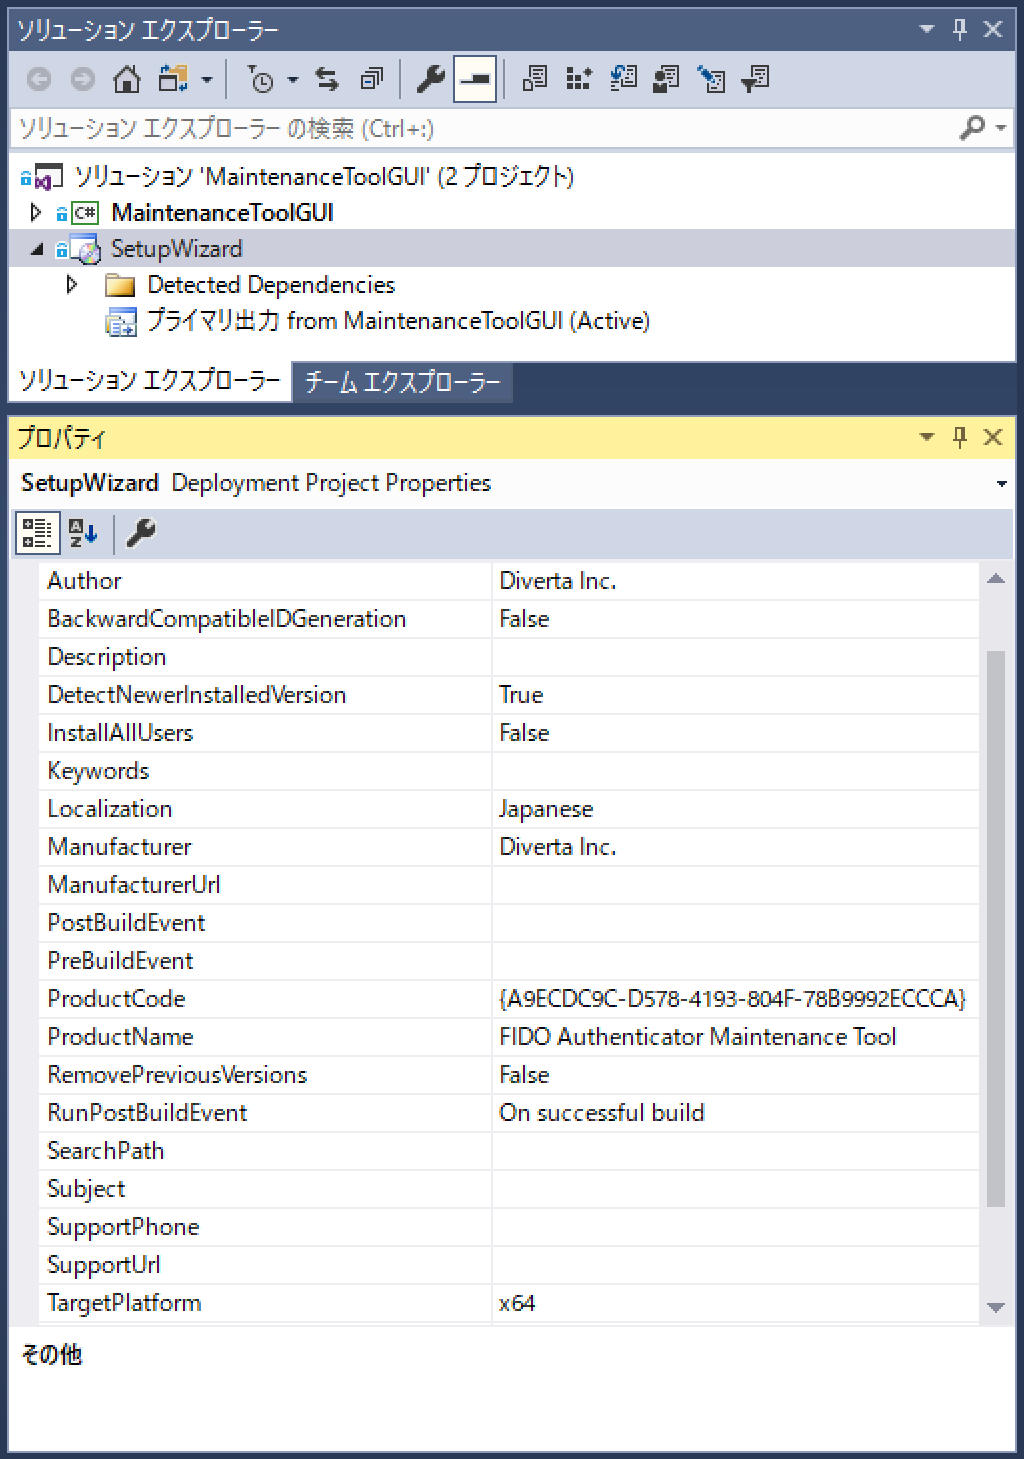 ソリューション エクスプローラー
ソリューション エクスプローラー の検索 (Ctrl+:)
ソリューション 'MaintenanceToolGUI' (2 プロジェクト)
C# MaintenanceToolGUI
SetupWizard
Detected Dependencies
プライマリ出力 from MaintenanceToolGUI (Active)
ソリューション エクスプローラー チーム エクスプローラー
プロパティ
SetupWizard Deployment Project Properties
A
Z
Author Diverta Inc.
BackwardCompatibleIDGeneration False
Description
DetectNewerInstalledVersion True
InstallAllUsers False
Keywords
Localization Japanese
Manufacturer Diverta Inc.
ManufacturerUrl
PostBuildEvent
PreBuildEvent
ProductCode {A9ECDC9C-D578-4193-804F-78B9992ECCCA}
ProductName FIDO Authenticator Maintenance Tool
RemovePreviousVersions False
RunPostBuildEvent On successful build
SearchPath
Subject
SupportPhone
SupportUrl
TargetPlatform x64
その他